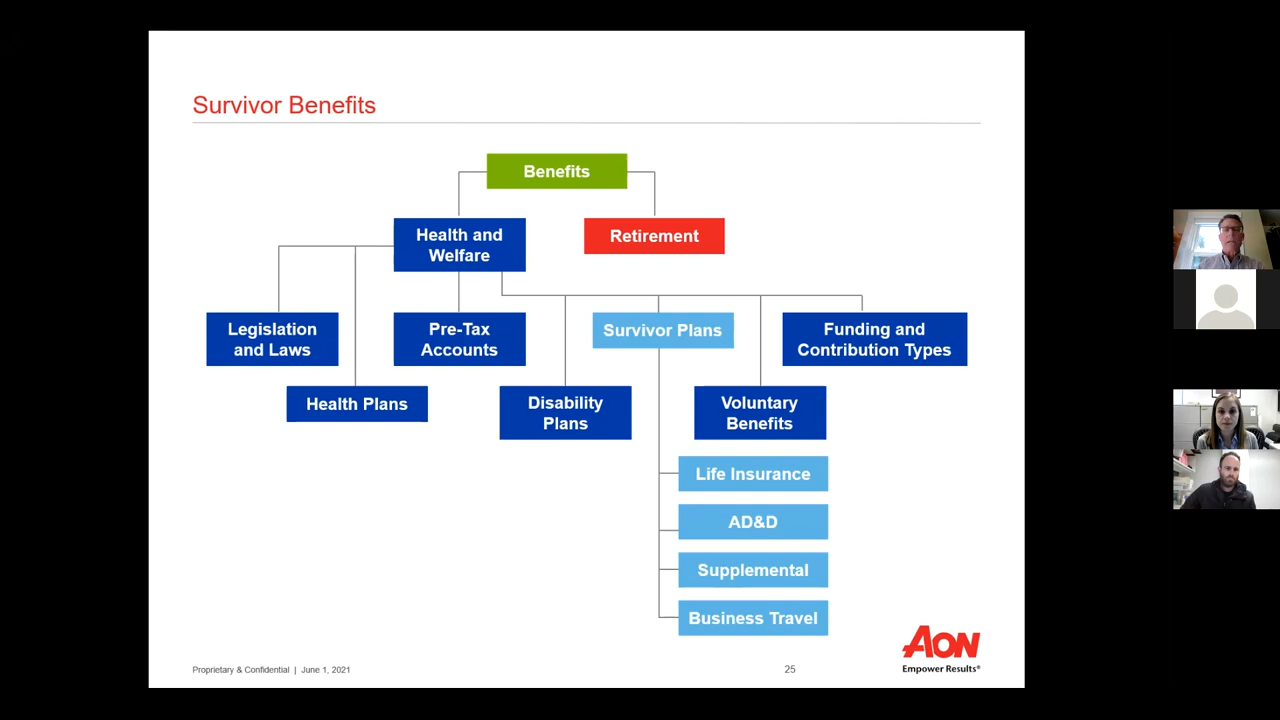 Survivor Benefits
Benefits
Health and
Welfare
Retirement
Legislation
and Laws
Pre-Tax
Accounts
Survivor Plans
Funding and
Contribution Types
Health Plans
Disability
Plans
Voluntary
Benefits
Life Insurance
AD&D
Supplemental
Business Travel
AON
Empower Results®
Proprietary & Confidential | June 1, 2021
25